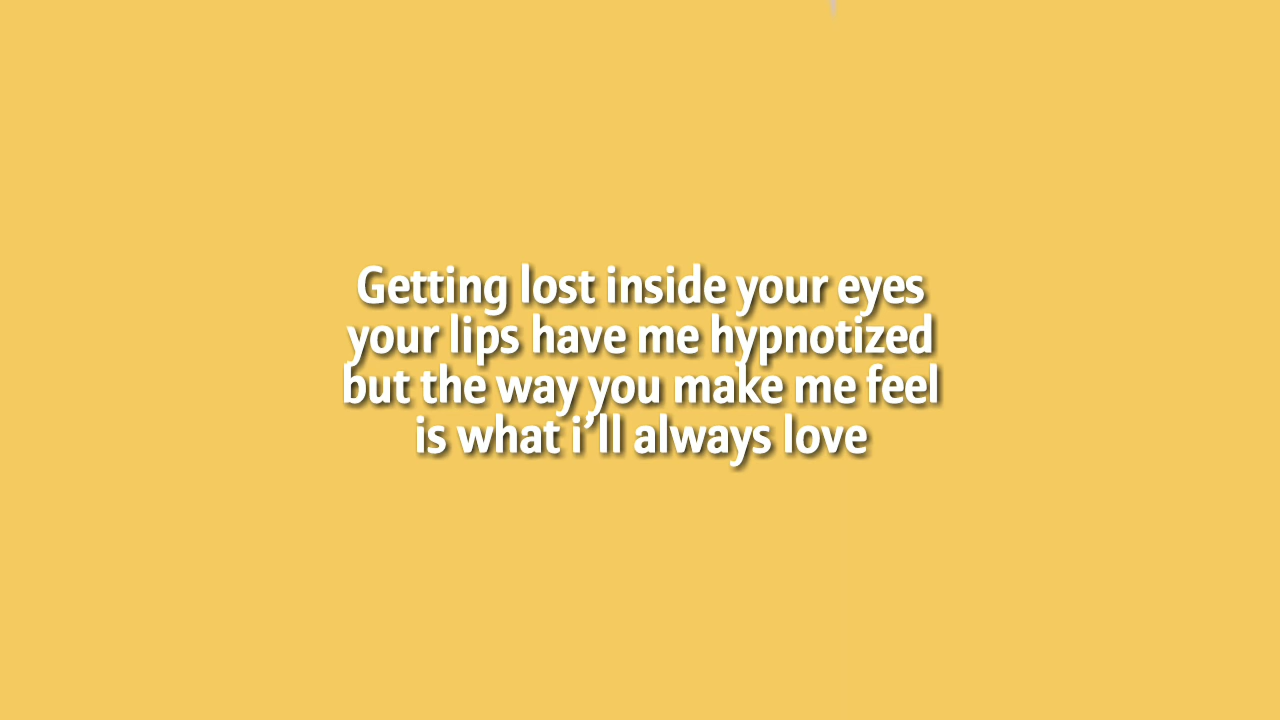 Getting lost inside your eyes
your lips have me hypnotized
but the way you make me feel
is what i'll always love